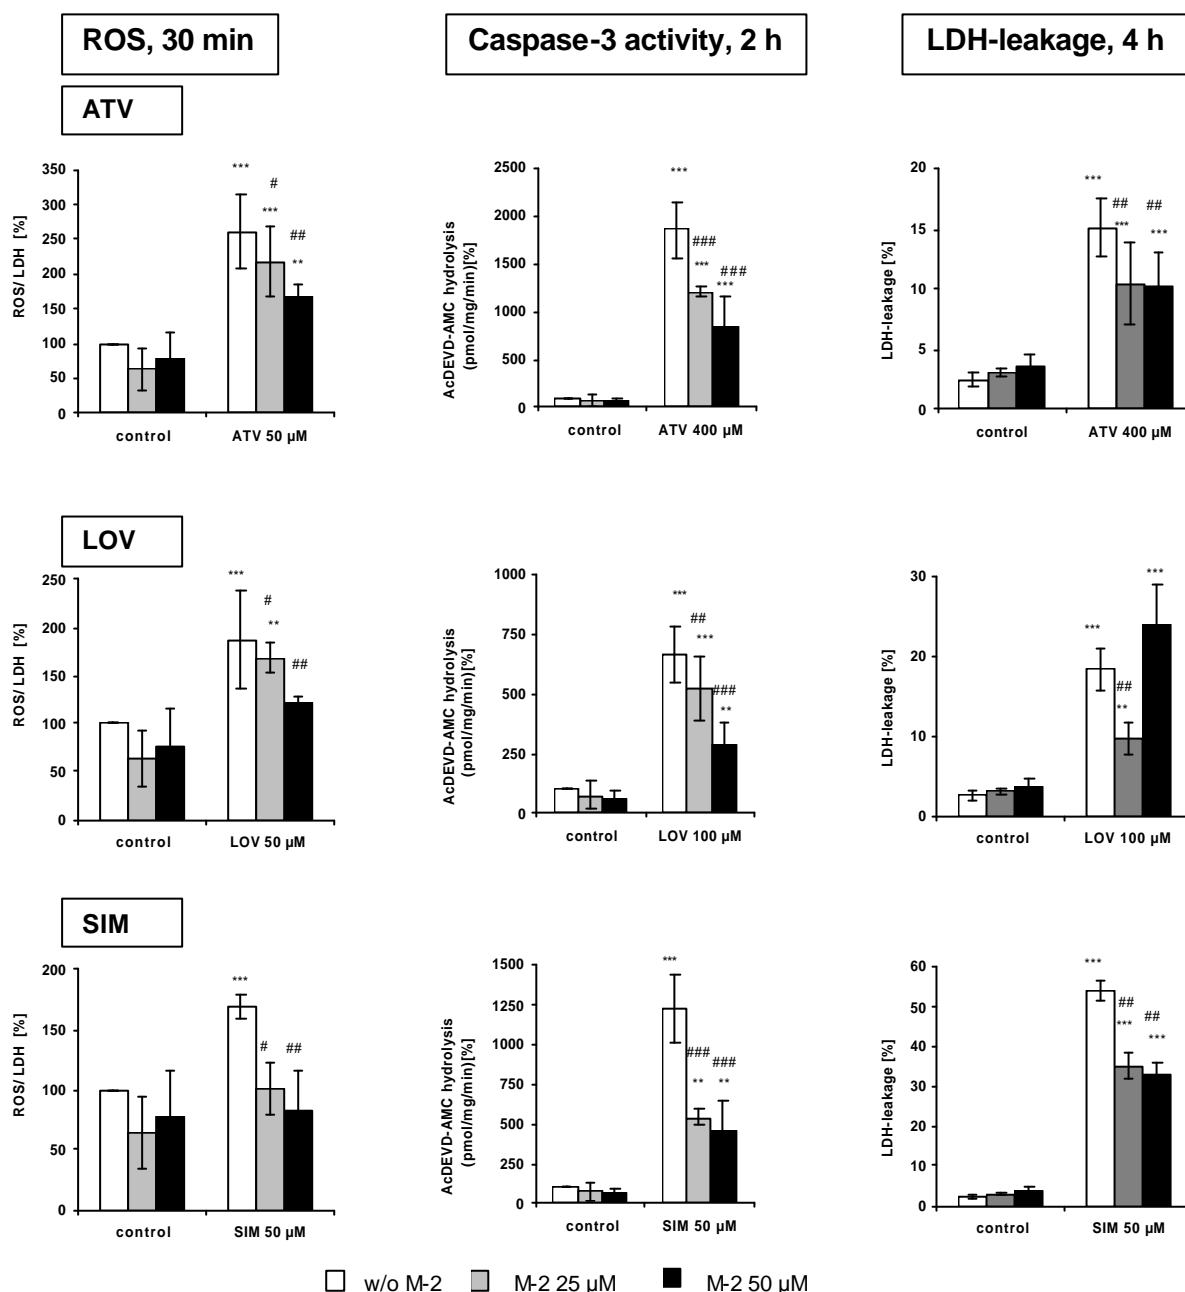 ROS, 30 min
Caspase-3 activity, 2 h
LDH-leakage, 4 h
ATV
ROS/ LDH [%]
350
300
250
200
150
100
50
0
***
#
***
##
**
control
ATV 50 µM
AcDEVD-AMC hydrolysis
(pmol/mg/min)[%]
2500
2000
1500
1000
500
0
***
###
***
###
***
control
ATV 400 µM
LDH-leakage [%]
20
15
10
5
0
***
##
***
##
***
control
ATV 400 µM
LOV
ROS/ LDH [%]
250
200
150
100
50
0
***
#
**
##
control
LOV 50 µM
AcDEVD-AMC hydrolysis
(pmol/mg/min)[%]
1000
750
500
250
0
***
##
***
###
**
control
LOV 100 µM
LDH-leakage [%]
30
20
10
0
***
##
**
***
control
LOV 100 µM
SIM
ROS/ LDH [%]
200
150
100
50
0
***
#
##
control
SIM 50 µM
AcDEVD-AMC hydrolysis
(pmol/mg/min)[%]
1500
1250
1000
750
500
250
0
***
###
**
###
**
control
SIM 50 µM
LDH-leakage [%]
60
50
40
30
20
10
0
***
##
***
##
***
control
SIM 50 µM
w/o M-2
M-2 25 µM
M-2 50 µM